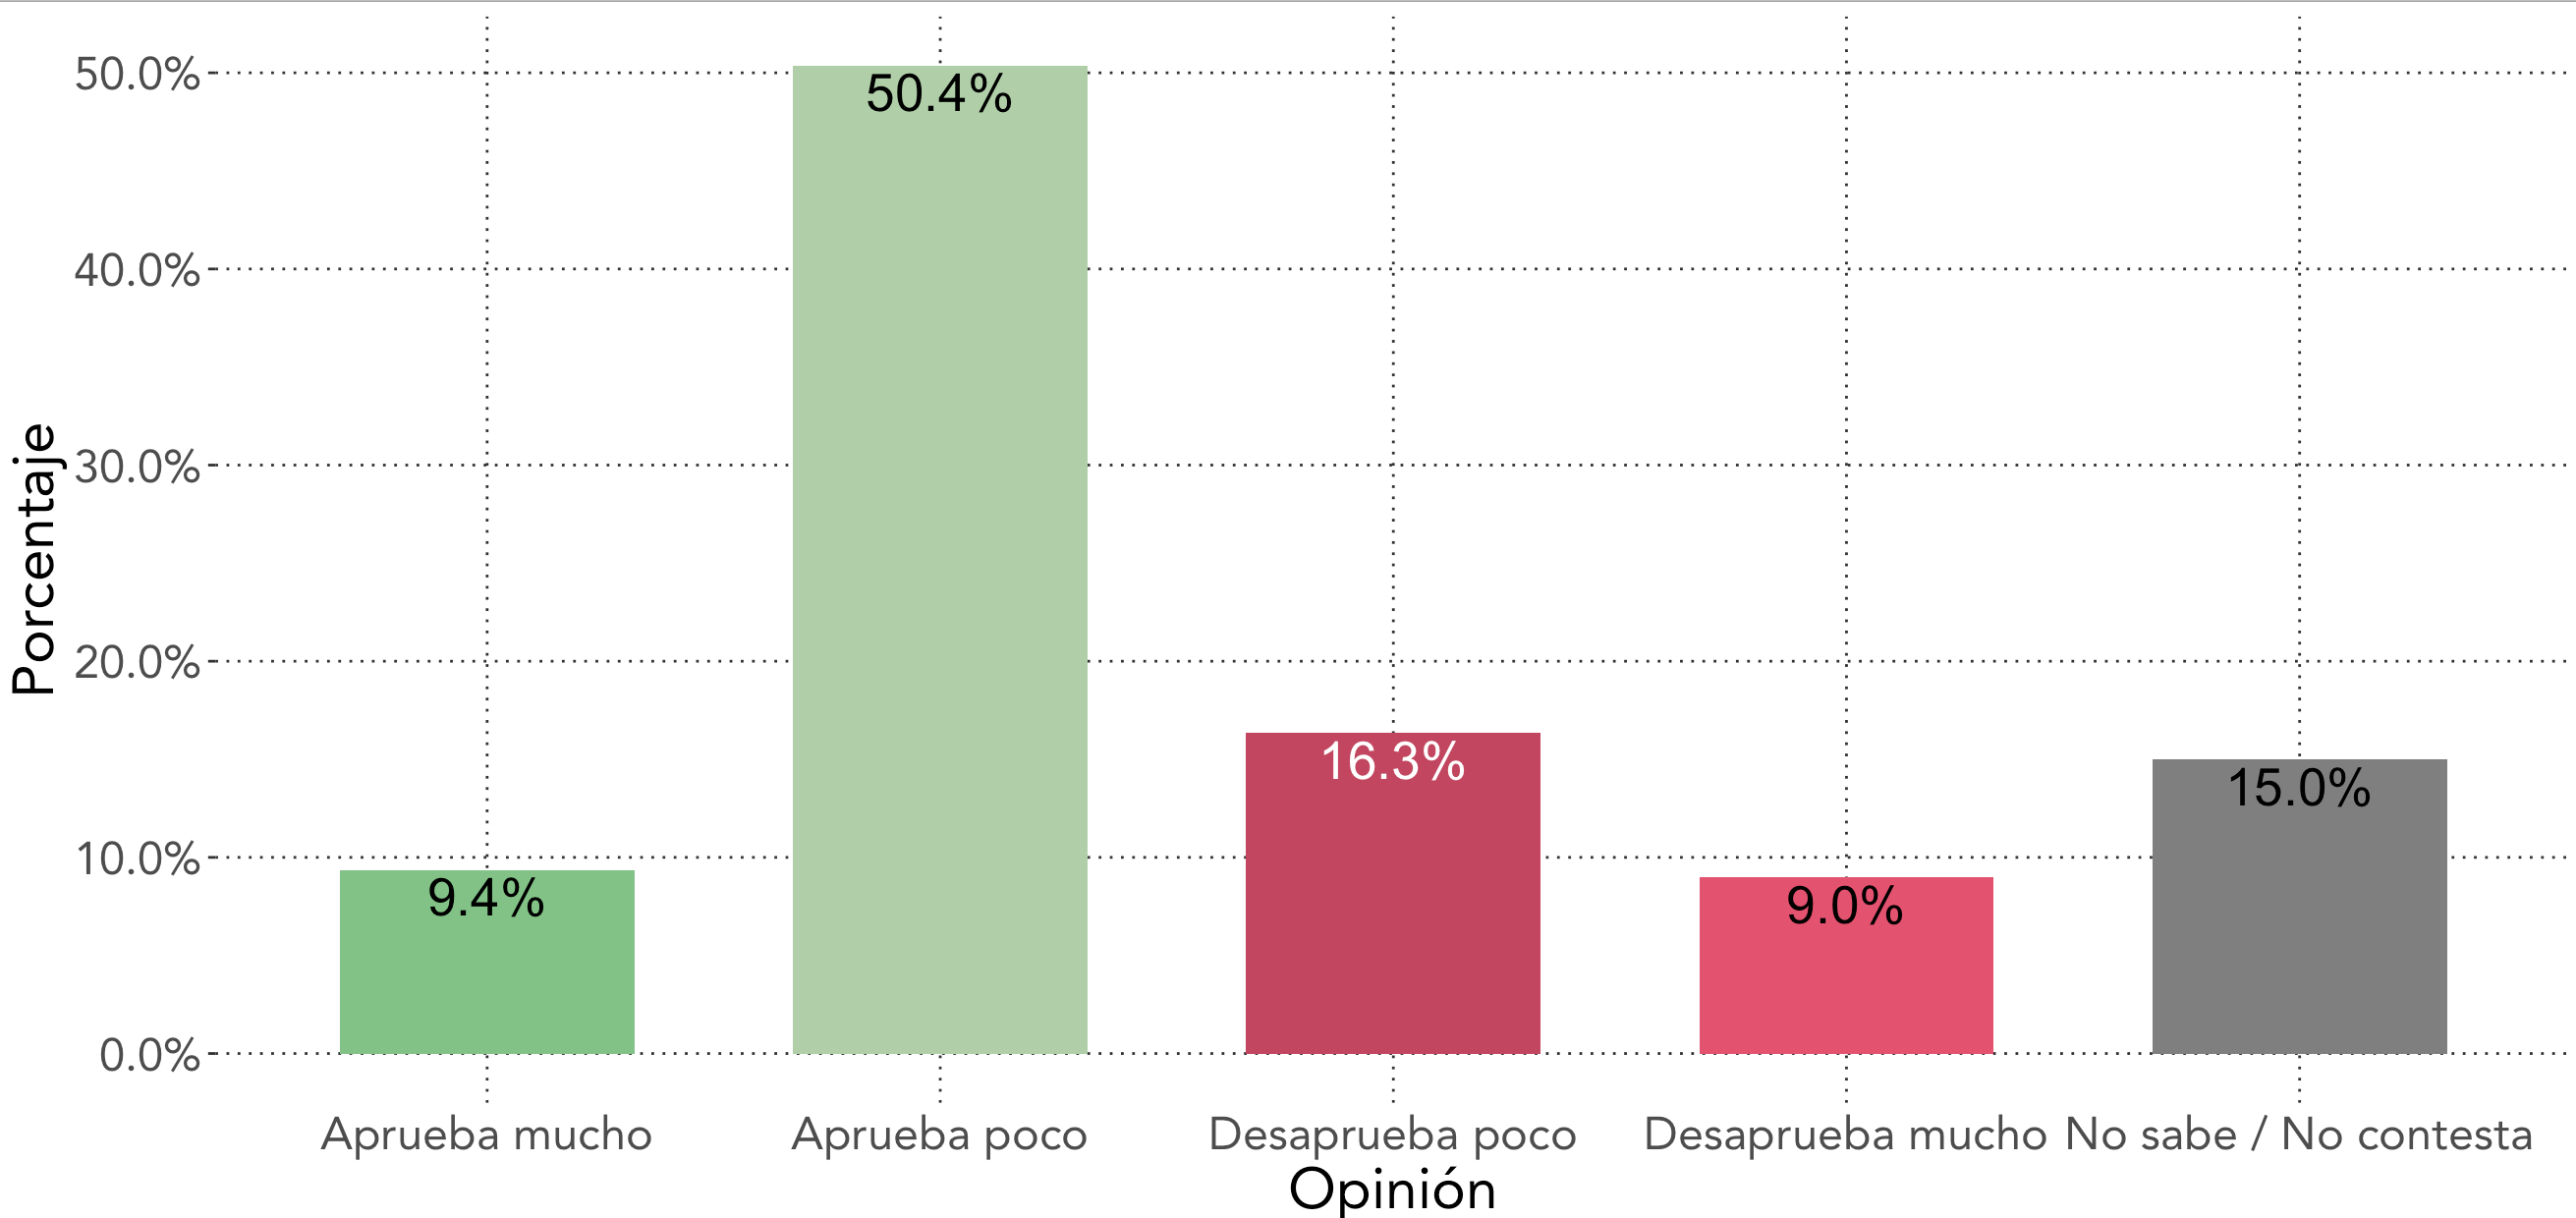 Porcentaje
50.0%
40.0%
30.0%
20.0%
10.0%
0.0%
9.4%
50.4%
16.3%
9.0%
15.0%
Aprueba mucho
Aprueba poco
Desaprueba poco
Desaprueba mucho
No sabe / No contesta
Opinión